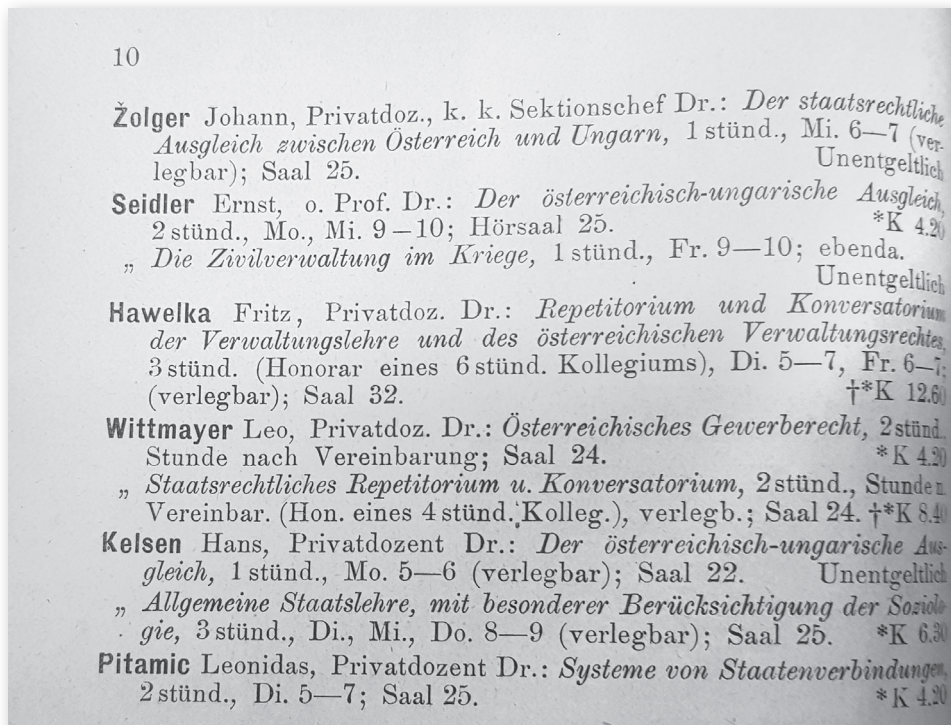 10
Žolger Johann, Privatdoz., k. k. Sektionschef Dr.: Der staatsrechtliche
Ausgleich zwischen Österreich und Ungarn, 1 stünd., Mi. 6—7 (ver-
legbar); Saal 25. Unentgeltlich
Seidler Ernst, o. Prof. Dr.: Der österreichisch-ungarische Ausgleich,
2 stünd., Mo., Mi. 9—10; Hörsaal 25. *K 4.20
„ Die Zivilverwaltung im Kriege, 1 stünd., Fr. 9—10; ebenda.
Unentgeltlich
Hawelka Fritz, Privatdoz. Dr.: Repetitorium und Konversatorium
der Verwaltungslehre und des österreichischen Verwaltungsrechtes,
3 stünd. (Honorar eines 6 stünd. Kollegiums), Di. 5—7, Fr. 6—7;
(verlegbar); Saal 32. †*K 12.60
Wittmayer Leo, Privatdoz. Dr.: Österreichisches Gewerberecht, 2 stünd.
Stunde nach Vereinbarung; Saal 24. *K 4.20
„ Staatsrechtliches Repetitorium u. Konversatorium, 2 stünd., Stunde n.
Vereinbar. (Hon. eines 4 stünd. Kolleg.), verlegb.; Saal 24. †*K 8.40
Kelsen Hans, Privatdozent Dr.: Der österreichisch-ungarische Aus-
gleich, 1 stünd., Mo. 5—6 (verlegbar); Saal 22. Unentgeltlich
„ Allgemeine Staatslehre, mit besonderer Berücksichtigung der Soziolo-
gie, 3 stünd., Di., Mi., Do. 8—9 (verlegbar); Saal 25. *K 6.30
Pitamic Leonidas, Privatdozent Dr.: Systeme von Staatenverbindungen,
2 stünd., Di. 5—7; Saal 25. *K 4.20